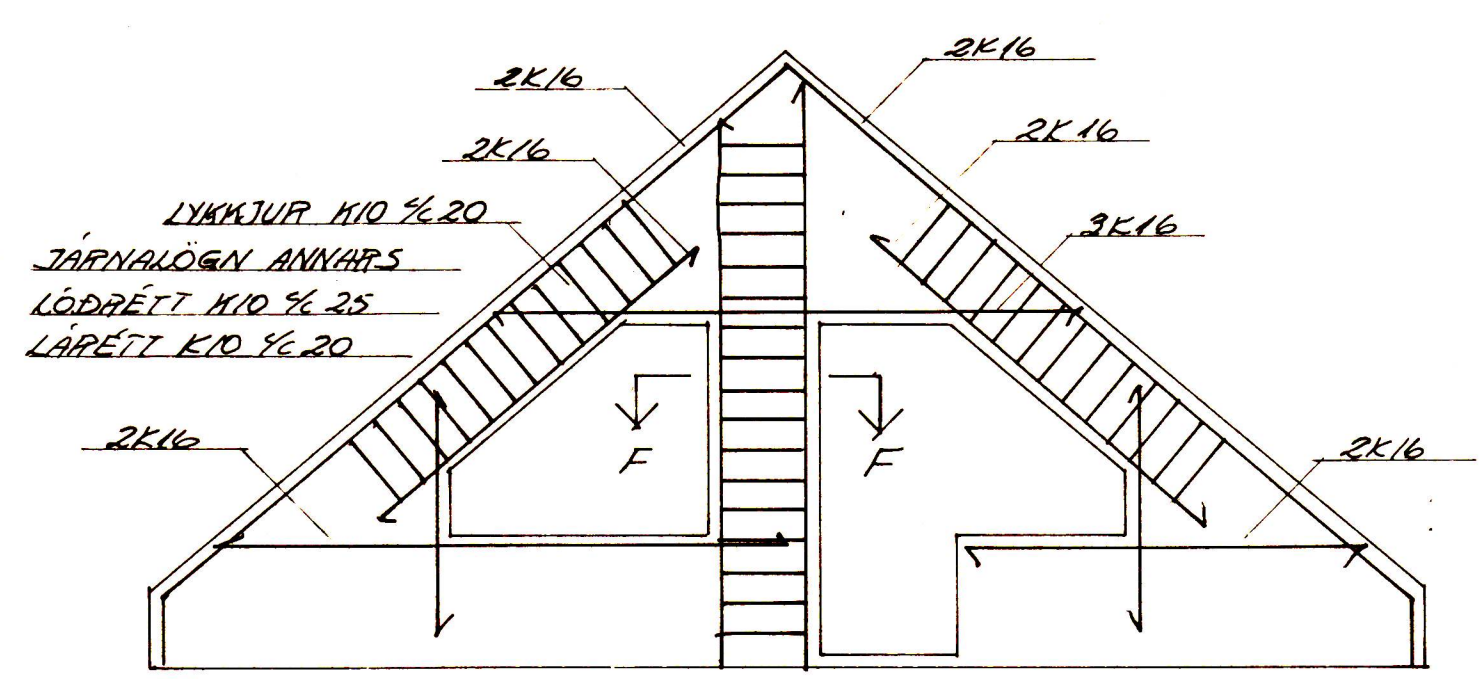 2K16
2K16
2K16
2K16
LYKKJUR K10 c/c 20
3K16
JÁRNALÖGN ANNARS
LÓÐRÉTT K10 c/c 25
LÁRÉTT K10 c/c 20
2K16
F
F
2K16